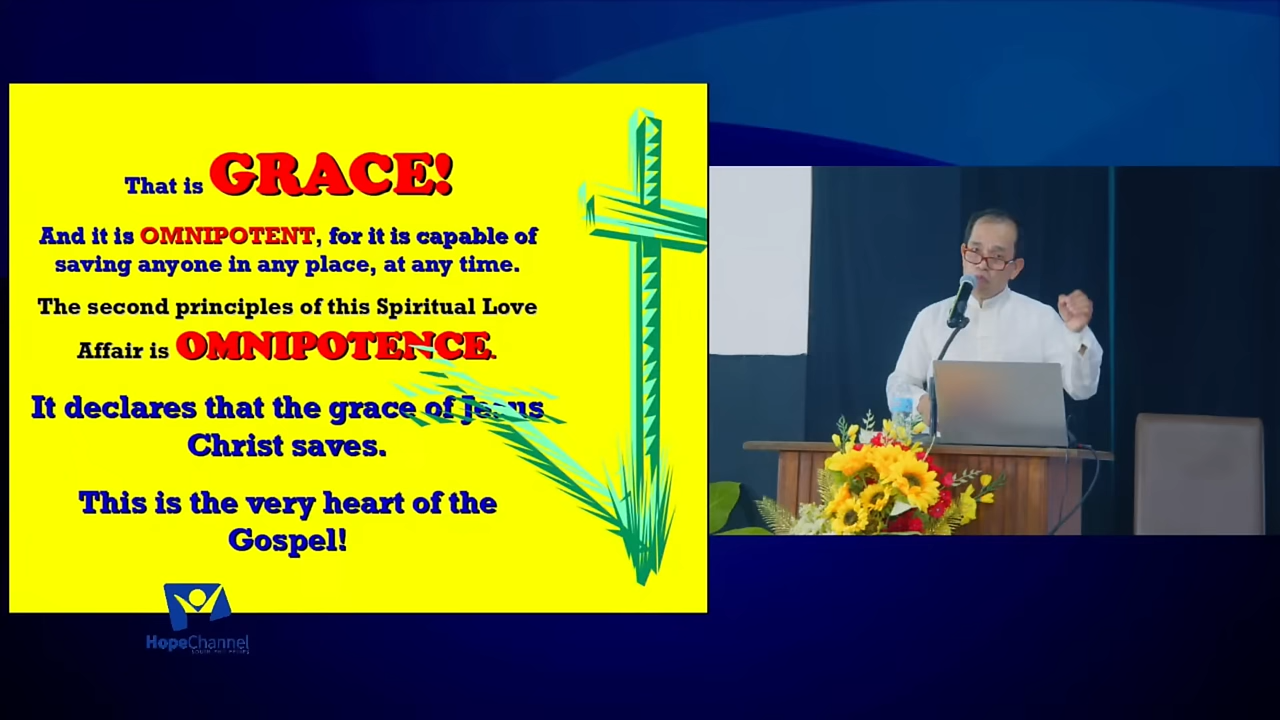 That is GRACE!
And it is OMNIPOTENT, for it is capable of
saving anyone in any place, at any time.
The second principles of this Spiritual Love
Affair is OMNIPOTENCE.
It declares that the grace of Jesus
Christ saves.
This is the very heart of the
Gospel!
HopeChannel